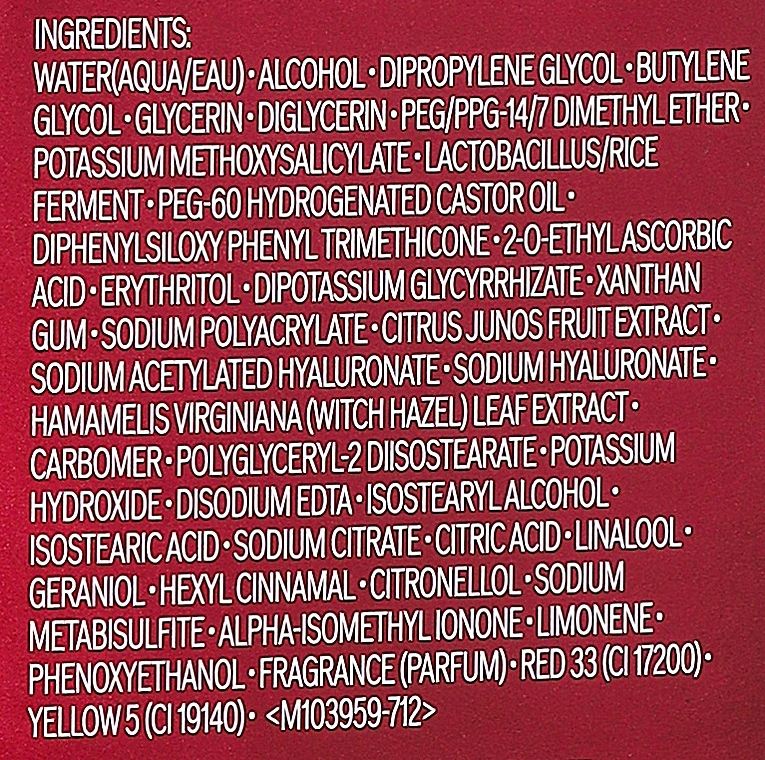 INGREDIENTS:
WATER(AQUA/EAU)•ALCOHOL•DIPROPYLENE GLYCOL•BUTYLENE
GLYCOL•GLYCERIN•DIGLYCERIN•PEG/PPG-14/7 DIMETHYL ETHER•
POTASSIUM METHOXYSALICYLATE•LACTOBACILLUS/RICE
FERMENT•PEG-60 HYDROGENATED CASTOR OIL•
DIPHENYLSILOXY PHENYL TRIMETHICONE•2-O-ETHYL ASCORBIC
ACID•ERYTHRITOL•DIPOTASSIUM GLYCYRRHIZATE•XANTHAN
GUM•SODIUM POLYACRYLATE•CITRUS JUNOS FRUIT EXTRACT•
SODIUM ACETYLATED HYALURONATE•SODIUM HYALURONATE•
HAMAMELIS VIRGINIANA (WITCH HAZEL) LEAF EXTRACT•
CARBOMER•POLYGLYCERYL-2 DIISOSTEARATE•POTASSIUM
HYDROXIDE•DISODIUM EDTA•ISOSTEARYL ALCOHOL•
ISOSTEARIC ACID•SODIUM CITRATE•CITRIC ACID•LINALOOL•
GERANIOL•HEXYL CINNAMAL•CITRONELLOL•SODIUM
METABISULFITE•ALPHA-ISOMETHYL IONONE•LIMONENE•
PHENOXYETHANOL•FRAGRANCE (PARFUM)•RED 33 (CI 17200)•
YELLOW 5 (CI 19140)• <M103959-712>